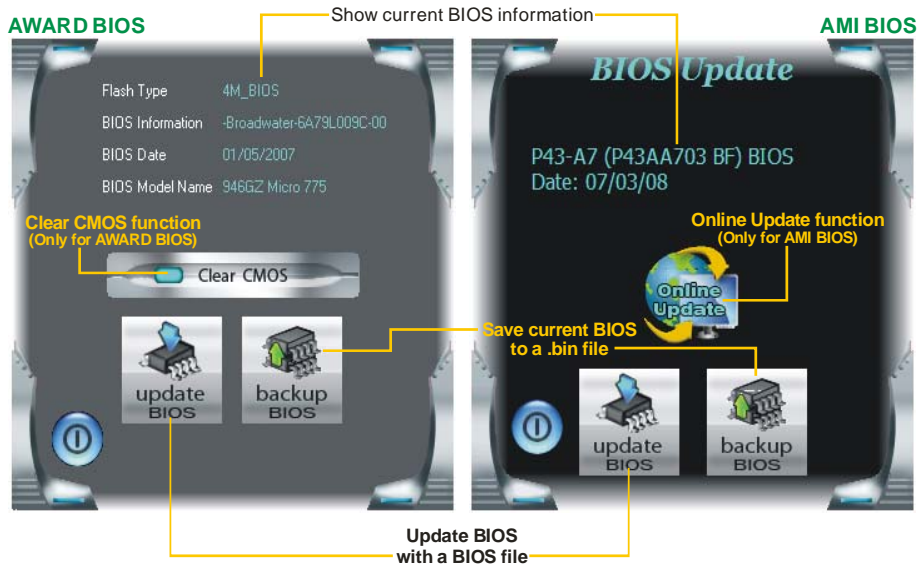 Show current BIOS information
AWARD BIOS
AMI BIOS
Flash Type 4M_BIOS
BIOS Information -Broadwater-6A79L009C-00
BIOS Date 01/05/2007
BIOS Model Name 946GZ Micro 775
Clear CMOS function
(Only for AWARD BIOS)
Clear CMOS
update
BIOS
backup
BIOS
BIOS Update
P43-A7 (P43AA703 BF) BIOS
Date: 07/03/08
Online Update function
(Only for AMI BIOS)
Online
Update
Save current BIOS
to a .bin file
update
BIOS
backup
BIOS
Update BIOS
with a BIOS file